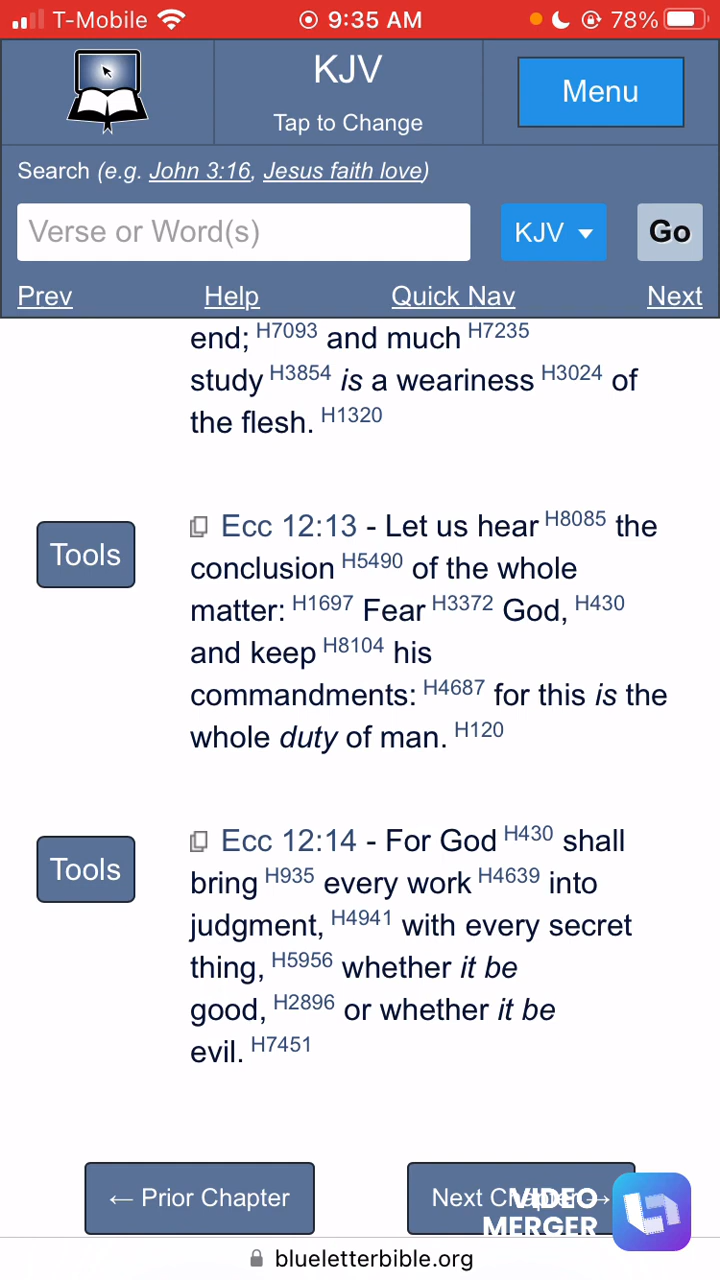 T-Mobile 9:35 AM 78%
KJV
Tap to Change
Menu
Search (e.g. John 3:16, Jesus faith love)
Verse or Word(s) KJV Go
Prev Help Quick Nav Next
end; H7093 and much H7235
study H3854 is a weariness H3024 of
the flesh. H1320
Tools
Ecc 12:13 - Let us hear H8085 the
conclusion H5490 of the whole
matter: H1697 Fear H3372 God, H430
and keep H8104 his
commandments: H4687 for this is the
whole duty of man. H120
Tools
Ecc 12:14 - For God H430 shall
bring H935 every work H4639 into
judgment, H4941 with every secret
thing, H5956 whether it be
good, H2896 or whether it be
evil. H7451
← Prior Chapter Next Chapter →
VIDEO
MERGER
blueletterbible.org